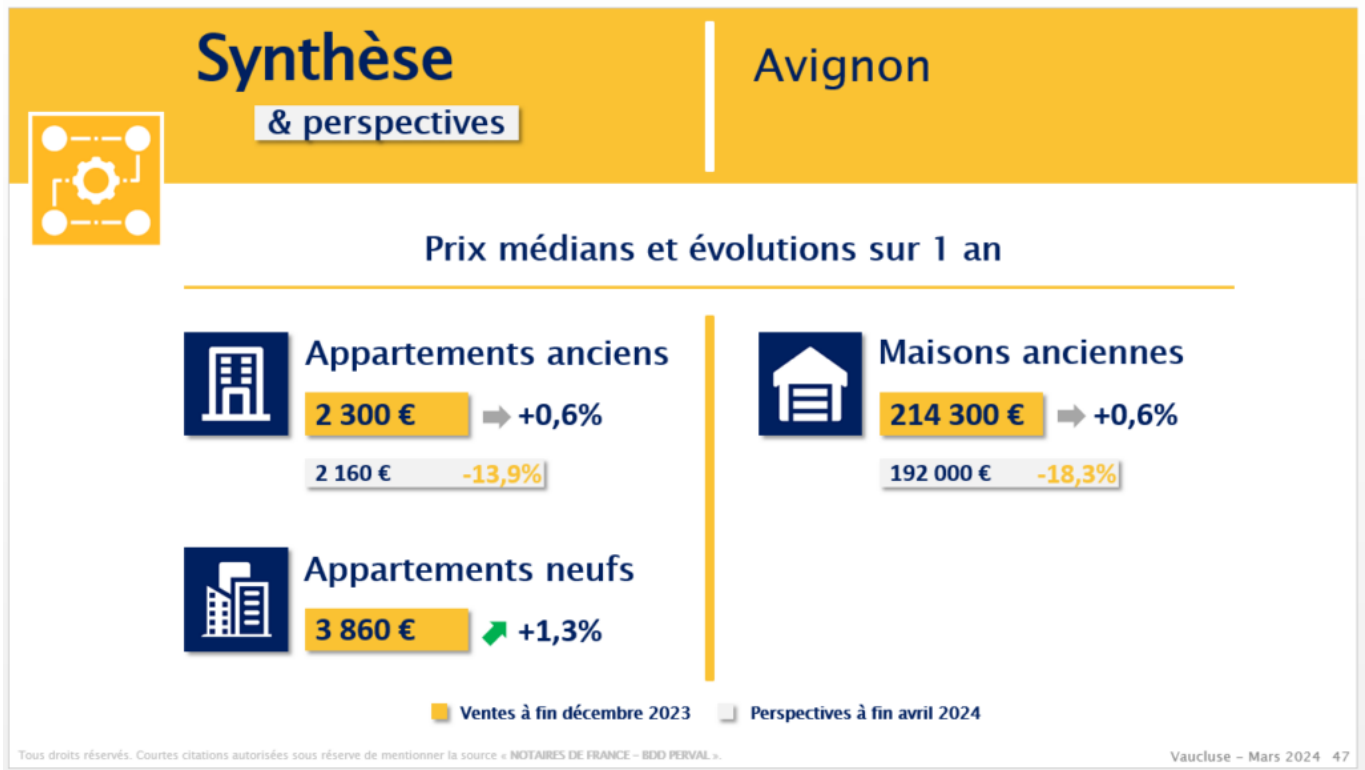 Synthèse
& perspectives
Avignon
Prix médians et évolutions sur 1 an
Appartements anciens
2 300 €
+0,6%
2 160 €
-13,9%
Maisons anciennes
214 300 €
+0,6%
192 000 €
-18,3%
Appartements neufs
3 860 €
+1,3%
Ventes à fin décembre 2023
Perspectives à fin avril 2024
Tous droits réservés. Courtes citations autorisées sous réserve de mentionner la source « NOTAIRES DE FRANCE – BDD PERVAL ».
Vaucluse – Mars 2024 47